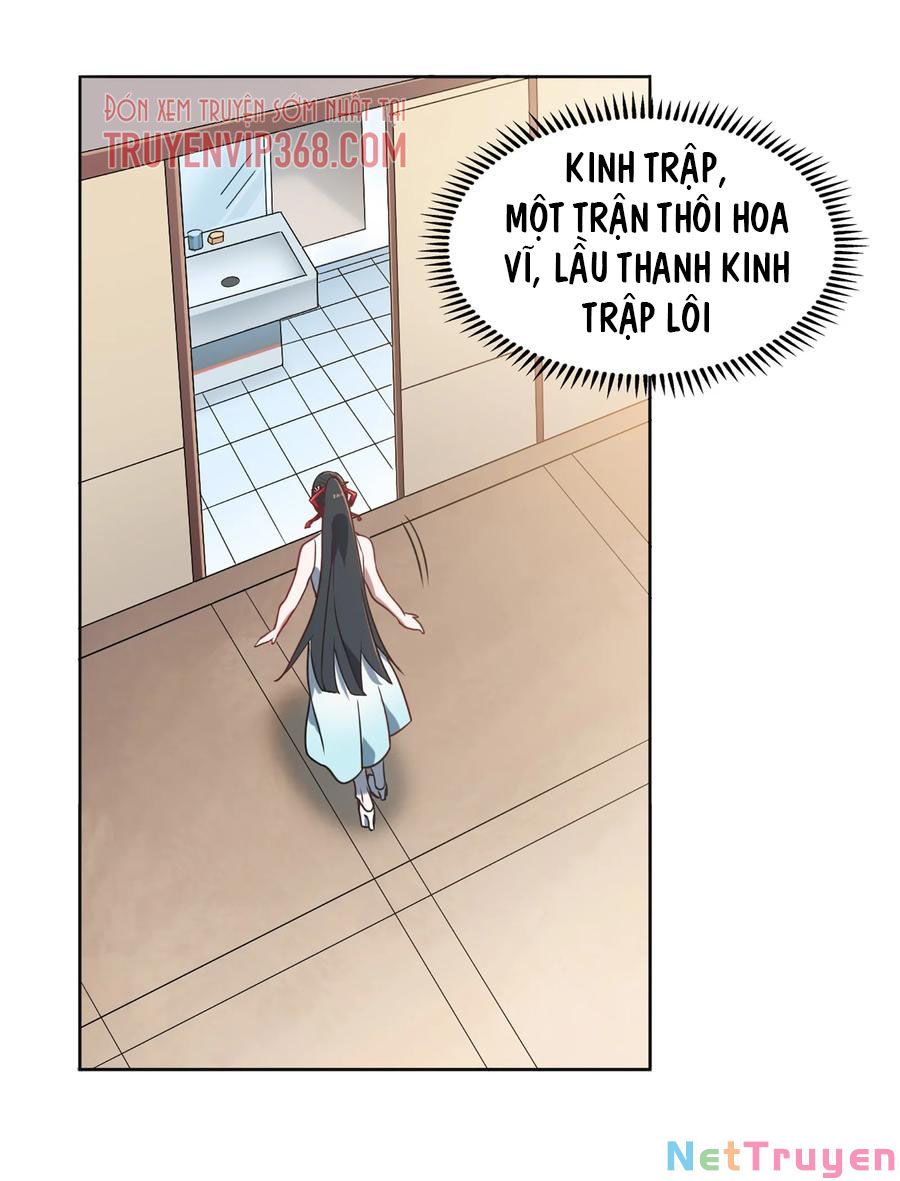 ĐÓN XEM TRUYỆN SỚM NHẤT TẠI
TRUYENVIP368.COM
KINH TRẬP,
MỘT TRẬN THÔI HOA
VĨ, LẦU THANH KINH
TRẬP LÔI
NetTruyen